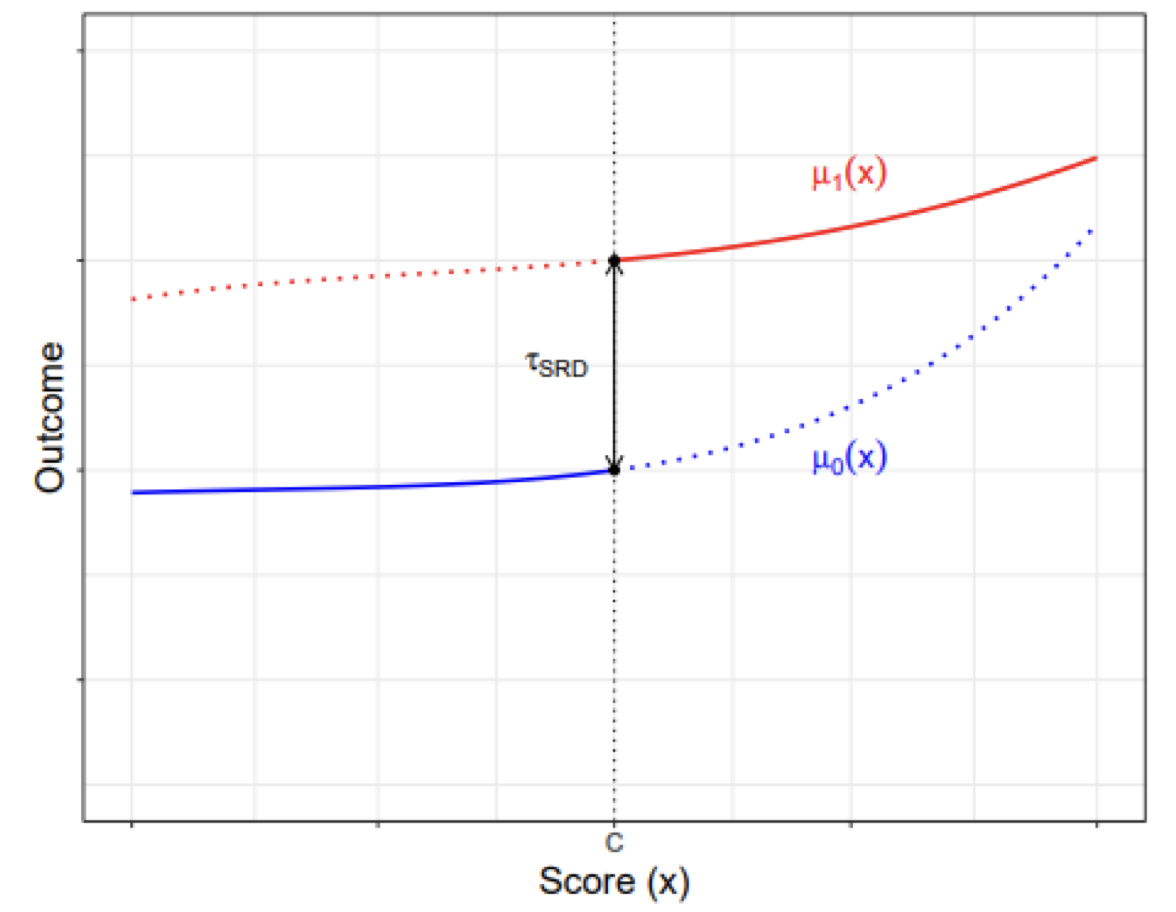 μ₁(x)
τSRD
μ₀(x)
Outcome
C
Score (x)